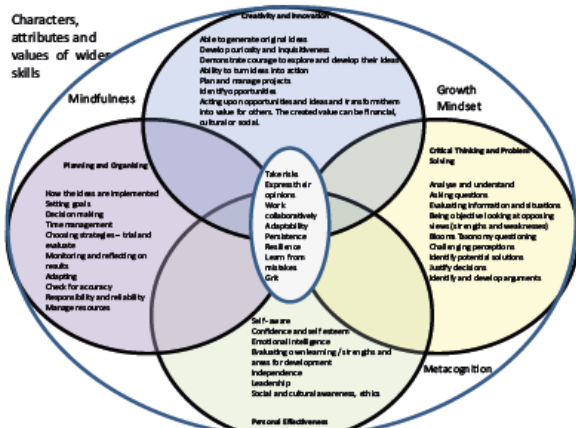 Characters,
attributes and
values of wider
skills
Mindfulness
Growth
Mindset
Metacognition
Creativity and Innovation
Able to generate original ideas
Develop curiosity and inquisitiveness
Demonstrate courage to explore and develop their ideas
Ability to turn ideas into action
Plan and manage projects
Identify opportunities
Acting upon opportunities and ideas and transform them
into value for others. The created value can be financial,
cultural or social.
Planning and Organising
How the ideas are implemented
Setting goals
Decision making
Time management
Choosing strategies – trial and
evaluate
Monitoring and reflecting on
results
Adapting
Check for accuracy
Responsibility and reliability
Manage resources
Take risks
Express their
opinions
Work
collaboratively
Adaptability
Persistence
Resilience
Learn from
mistakes
Grit
Critical Thinking and Problem
Solving
Analyse and understand
Asking questions
Evaluating information and situations
Being objective looking at opposing
views (strengths and weaknesses)
Blooms Taxonomy questioning
Challenging perceptions
Identify potential solutions
Justify decisions
Identify and develop arguments
Self-aware
Confidence and self esteem
Emotional intelligence
Evaluating own learning / strengths and
areas for development
Independence
Leadership
Social and cultural awareness, ethics
Personal Effectiveness